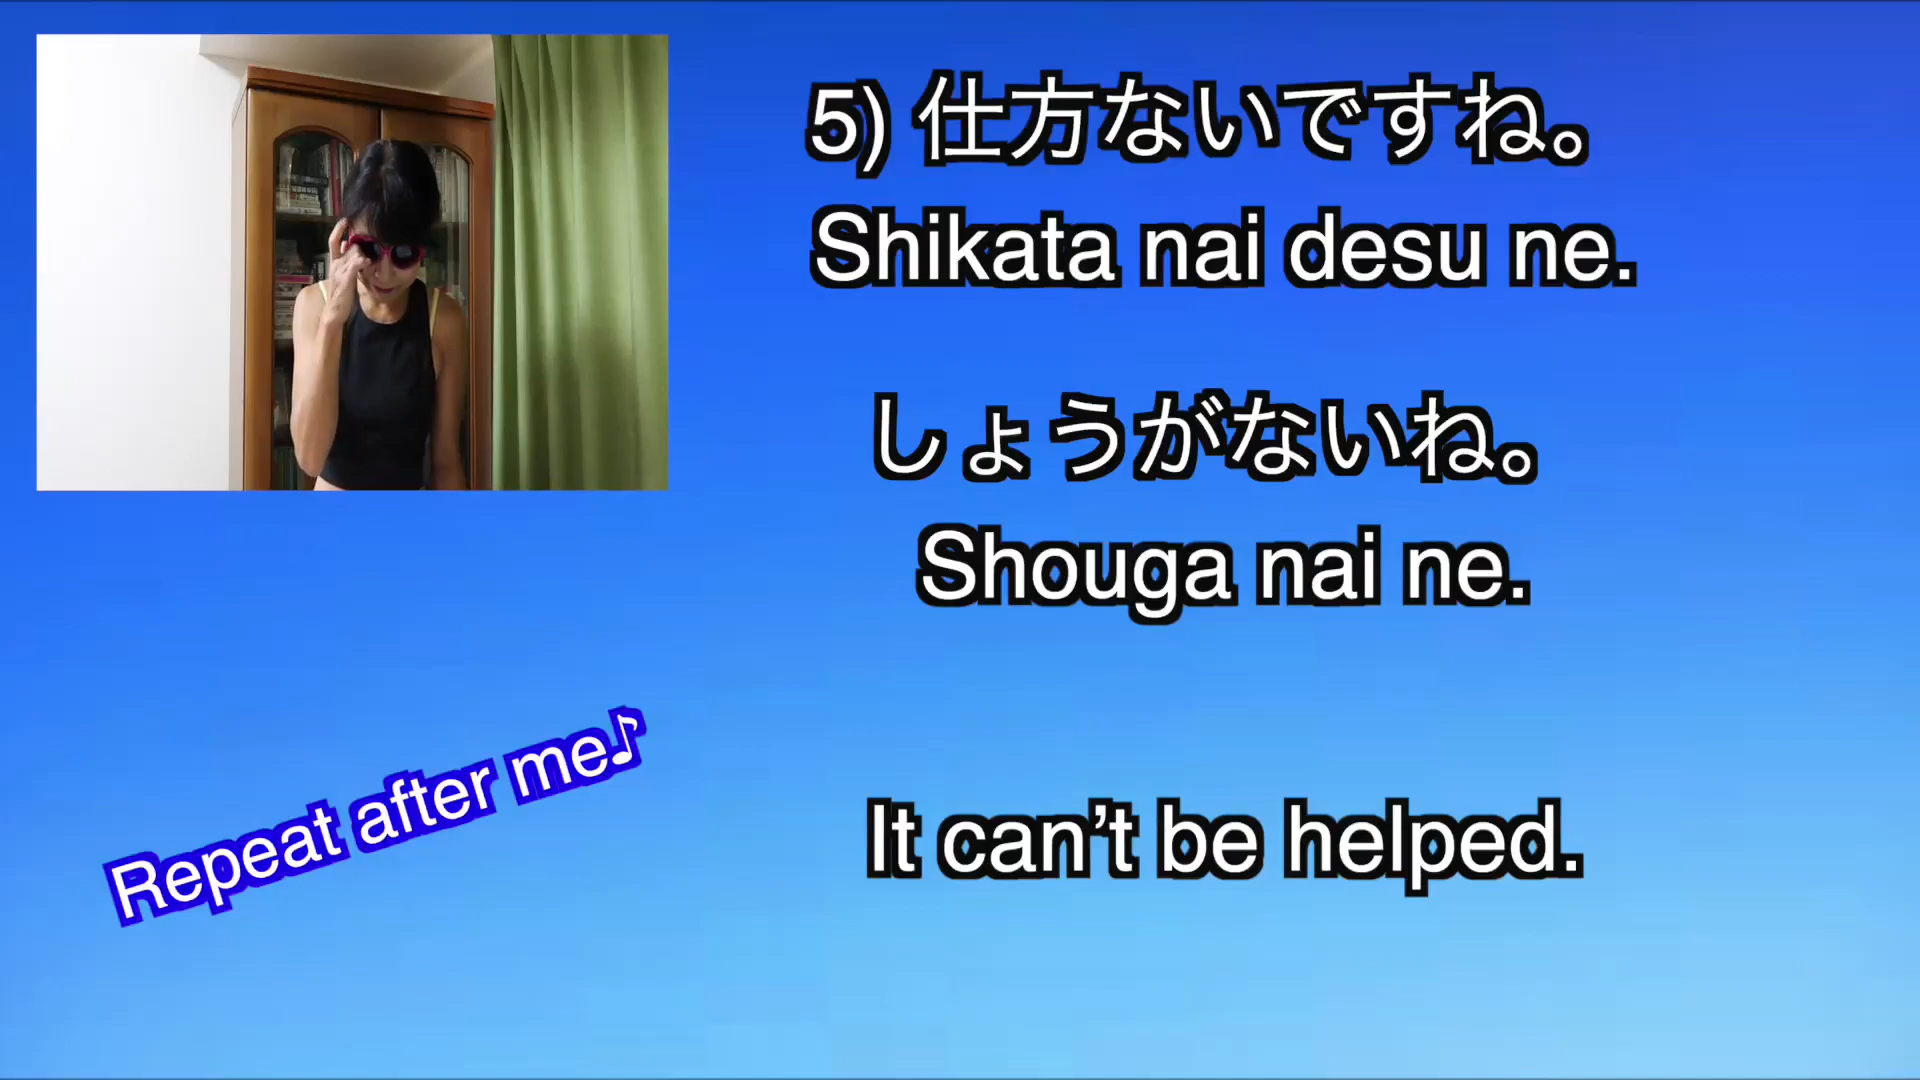 5) 仕方ないですね。
Shikata nai desu ne.
しょうがないね。
Shouga nai ne.
Repeat after me♪
It can’t be helped.